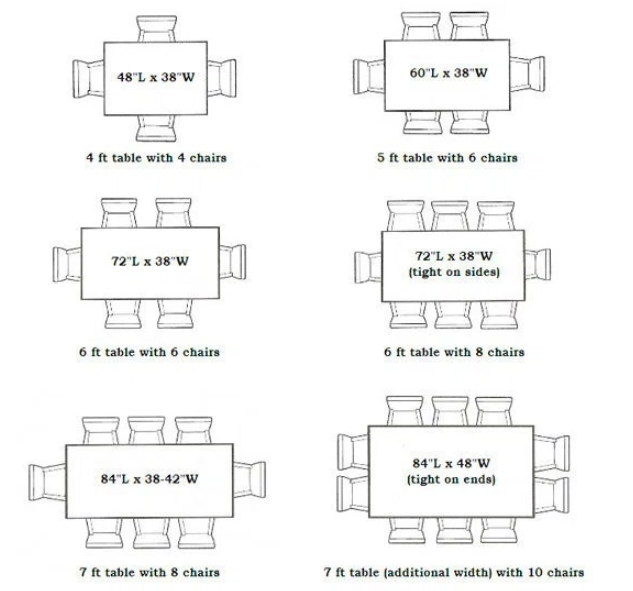 48"L x 38"W
4 ft table with 4 chairs
60"L x 38"W
5 ft table with 6 chairs
72"L x 38"W
6 ft table with 6 chairs
72"L x 38"W
(tight on sides)
6 ft table with 8 chairs
84"L x 38-42"W
7 ft table with 8 chairs
84"L x 48"W
(tight on ends)
7 ft table (additional width) with 10 chairs